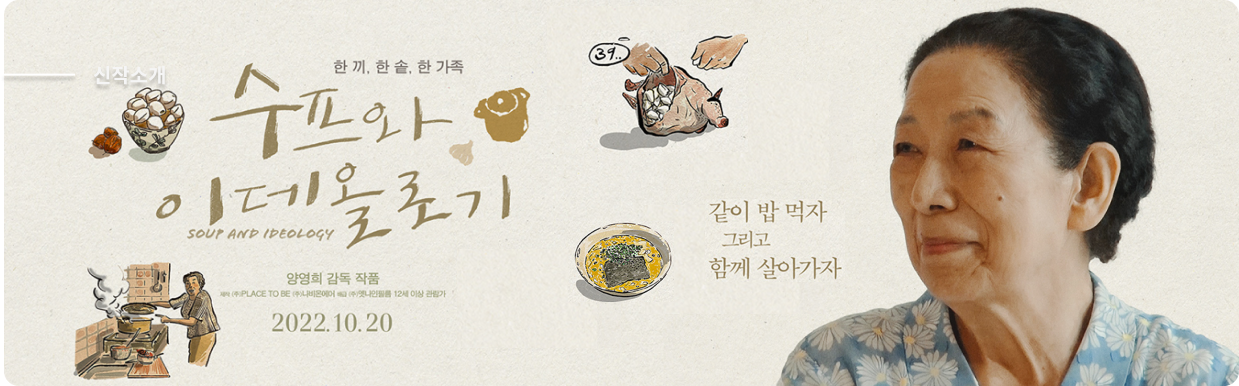 신작소개
한 끼, 한 솥, 한 가족
수프와
이데올로기
SOUP AND IDEOLOGY
양영희 감독 작품
제작 (주)PLACE TO BE (주)나비온에어 배급 (주)엣나인필름 12세 이상 관람가
2022.10.20
39..
같이 밥 먹자
그리고
함께 살아가자